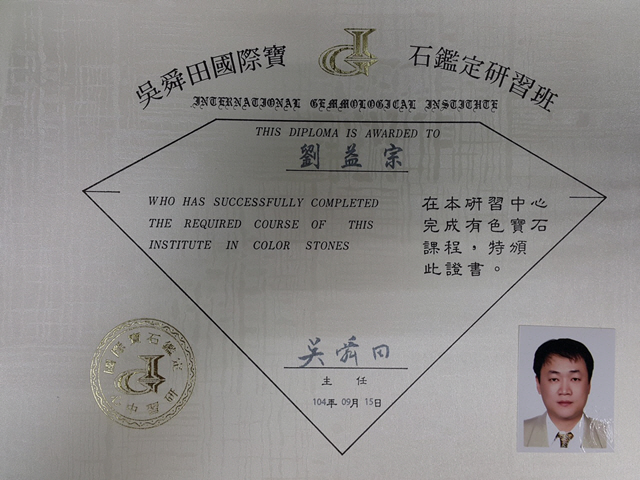 吳舜田國際寶石鑑定研習班
INTERNATIONAL GEMMOLOGICAL INSTITHTE
THIS DIPLOMA IS AWARDED TO
劉益宗
WHO HAS SUCCESSFULLY COMPLETED
THE REQUIRED COURSE OF THIS
INSTITUTE IN COLOR STONES
在本研習中心
完成有色寶石
課程，特頒
此證書。
吳舜田
主任
104年 09月 15日